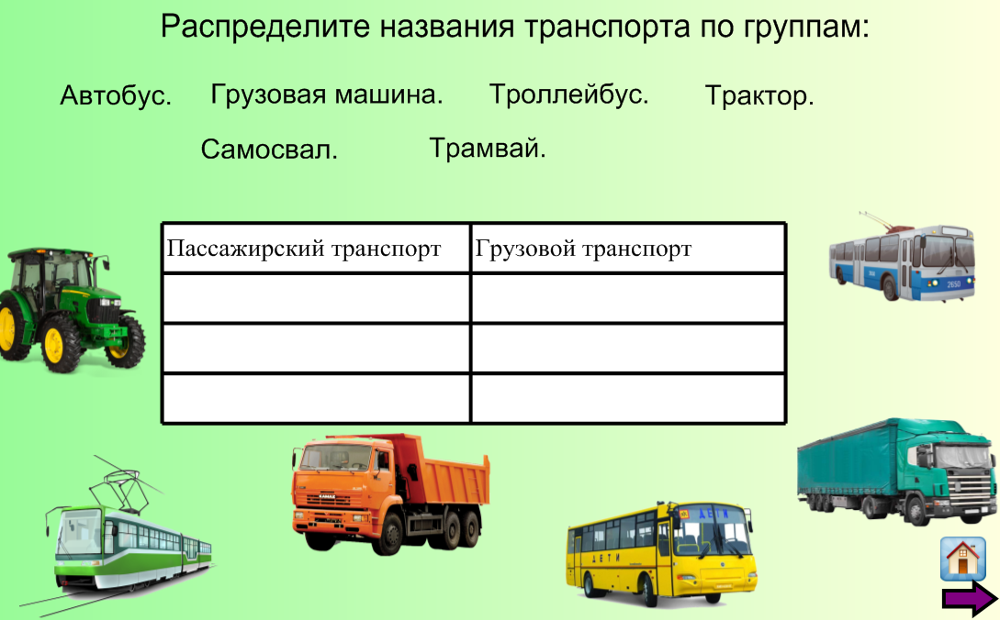 Распределите названия транспорта по группам:
Автобус. Грузовая машина. Троллейбус. Трактор.
Самосвал. Трамвай.
Пассажирский транспорт Грузовой транспорт
2650
КАМАЗ
ДЕТИ
ДЕТИ